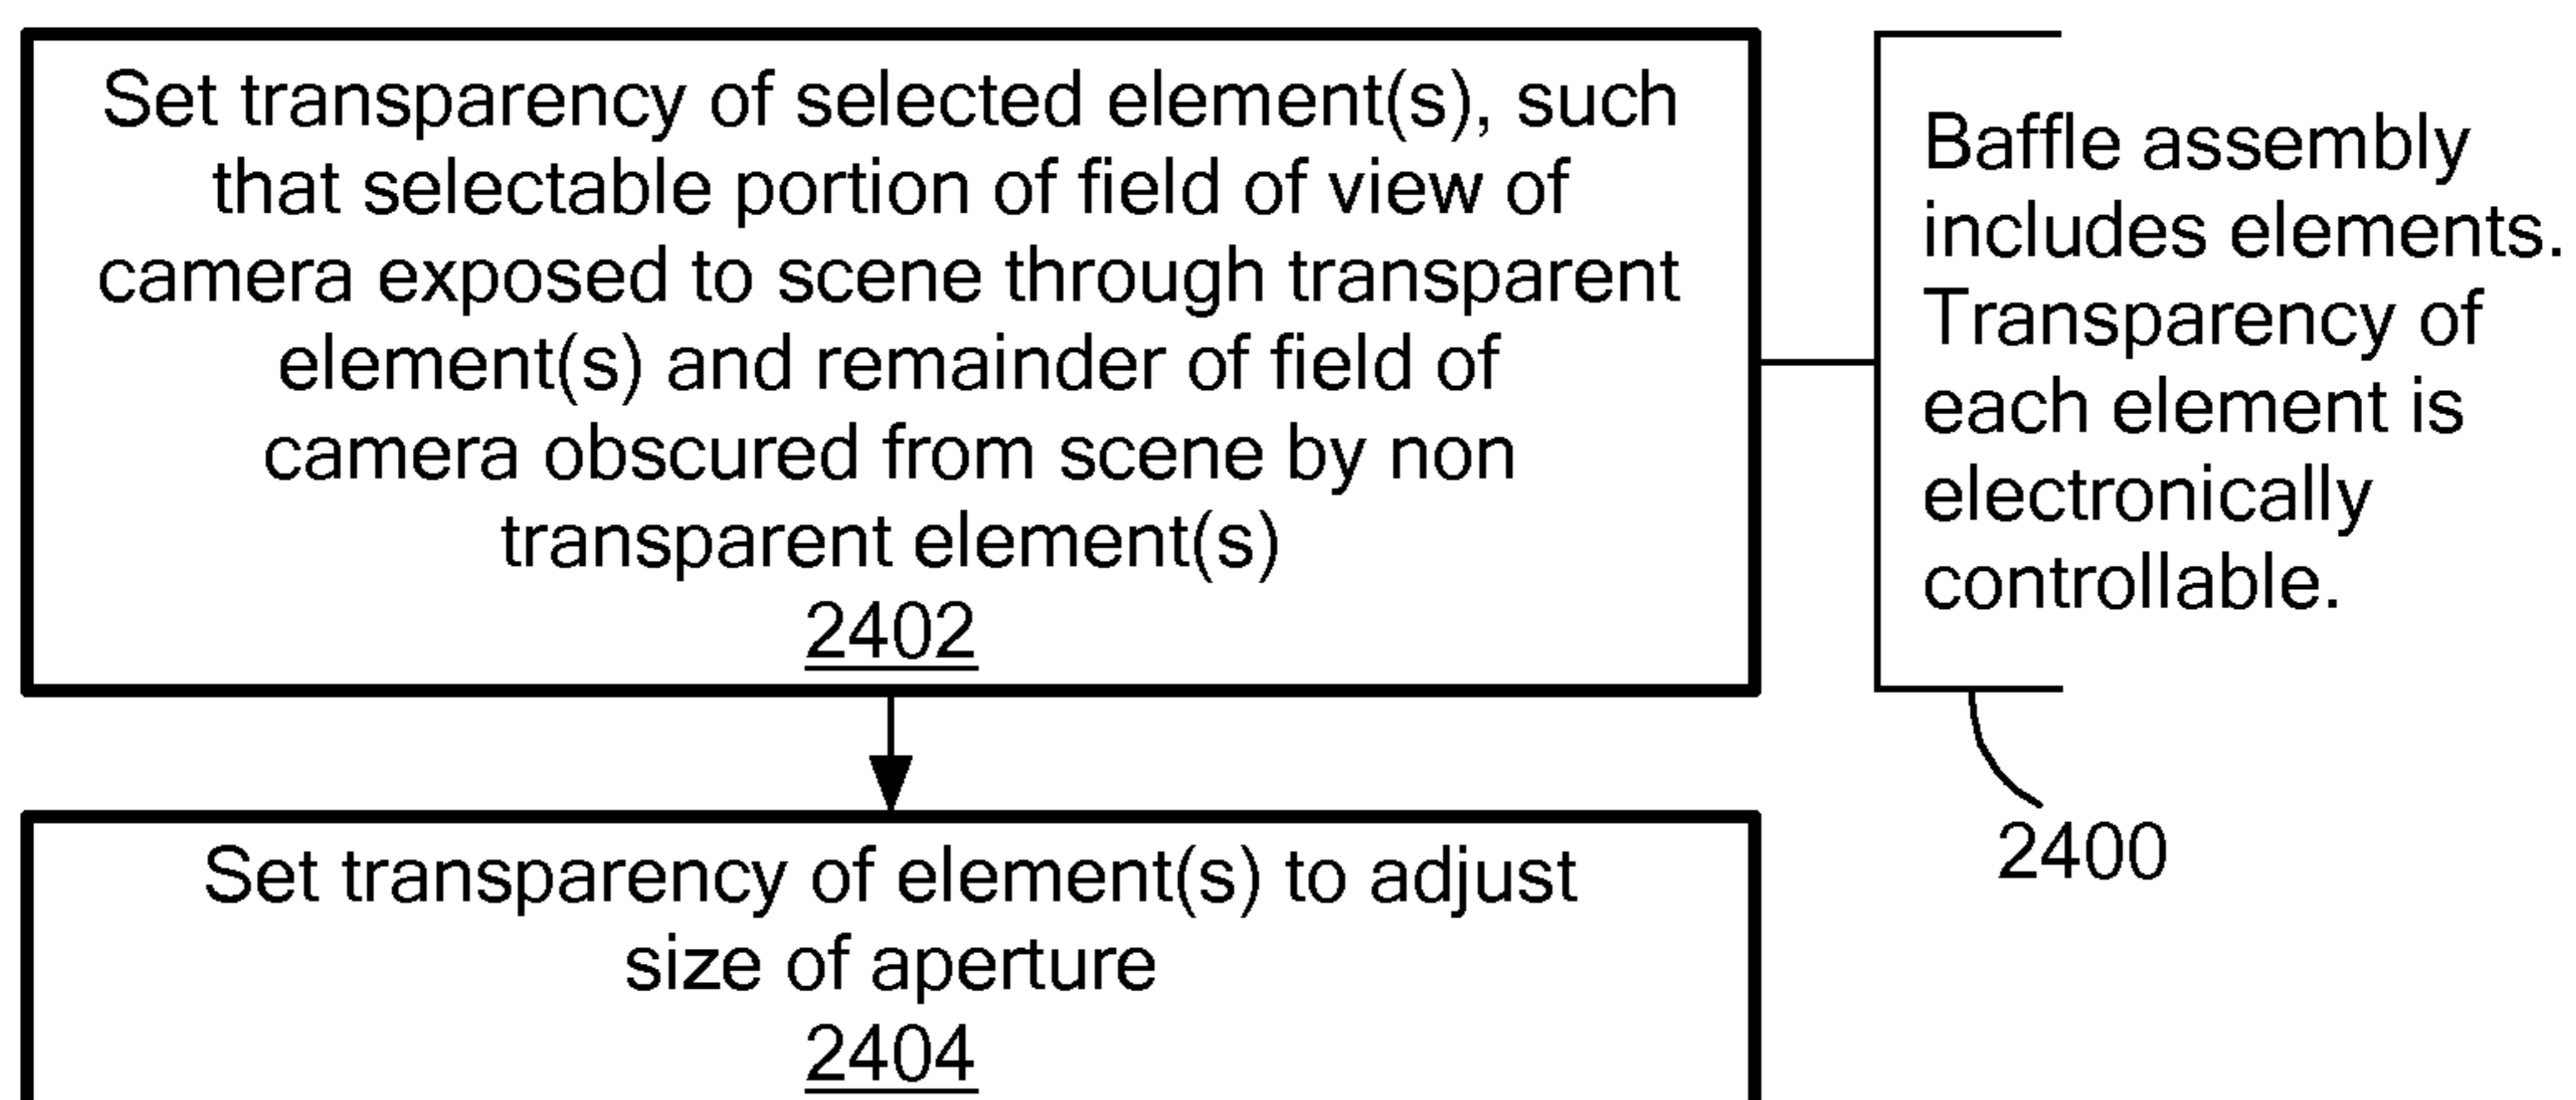 Set transparency of selected element(s), such
that selectable portion of field of view of
camera exposed to scene through transparent
element(s) and remainder of field of
camera obscured from scene by non
transparent element(s)
2402
Baffle assembly
includes elements.
Transparency of
each element is
electronically
controllable.
2400
Set transparency of element(s) to adjust
size of aperture
2404